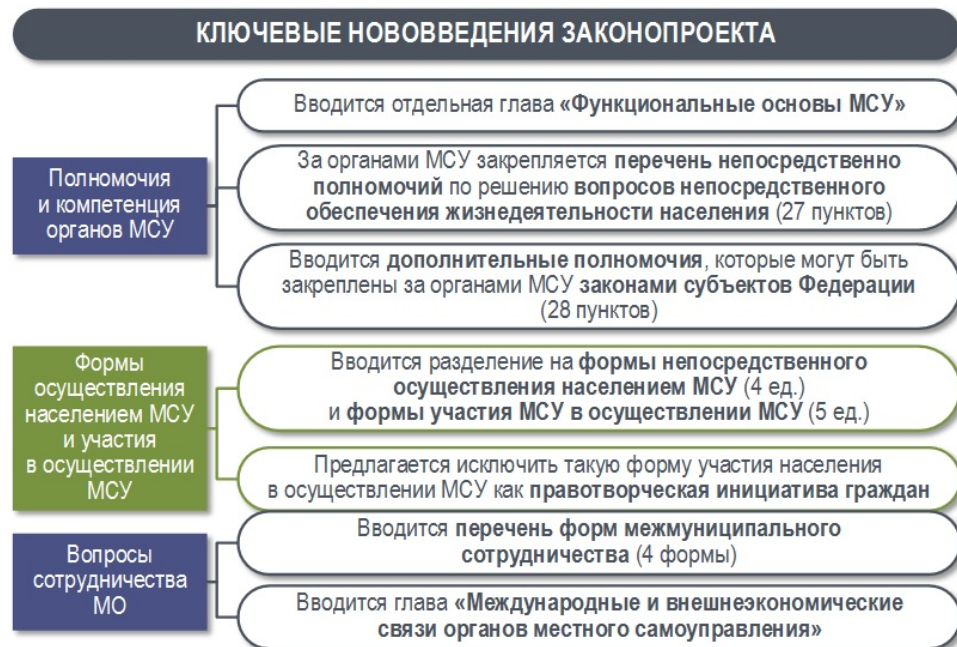 КЛЮЧЕВЫЕ НОВОВВЕДЕНИЯ ЗАКОНОПРОЕКТА
Полномочия
и компетенция
органов МСУ
Вводится отдельная глава «Функциональные основы МСУ»
За органами МСУ закрепляется перечень непосредственно
полномочий по решению вопросов непосредственного
обеспечения жизнедеятельности населения (27 пунктов)
Вводится дополнительные полномочия, которые могут быть
закреплены за органами МСУ законами субъектов Федерации
(28 пунктов)
Формы
осуществления
населением МСУ
и участия
в осуществлении
МСУ
Вводится разделение на формы непосредственного
осуществления населением МСУ (4 ед.)
и формы участия МСУ в осуществлении МСУ (5 ед.)
Предлагается исключить такую форму участия населения
в осуществлении МСУ как правотворческая инициатива граждан
Вопросы
сотрудничества
МО
Вводится перечень форм межмуниципального
сотрудничества (4 формы)
Вводится глава «Международные и внешнеэкономические
связи органов местного самоуправления»